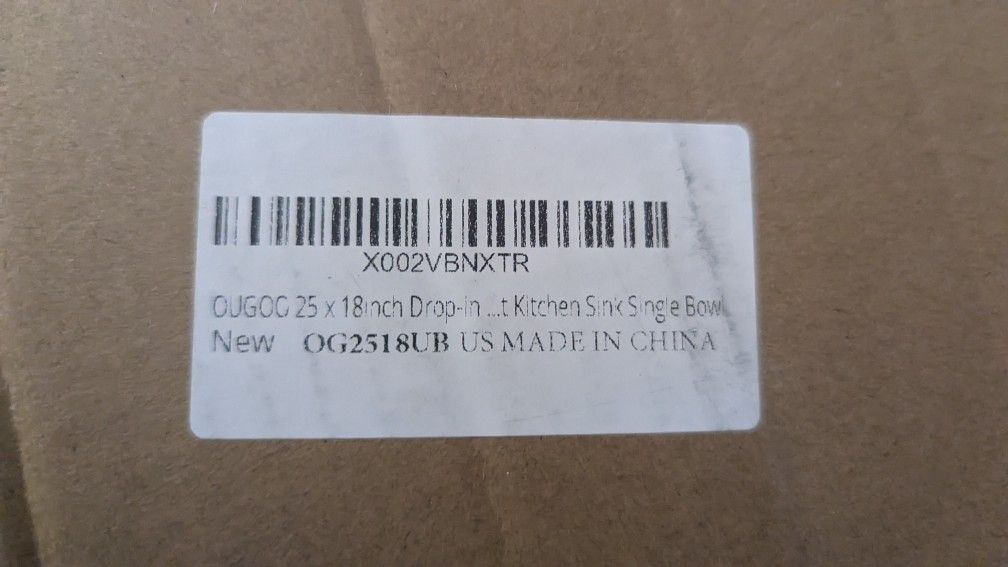 X002VBNXTR
OUGOO 25 x 18inch Drop-in ...t Kitchen Sink Single Bowl
New OG2518UB US MADE IN CHINA